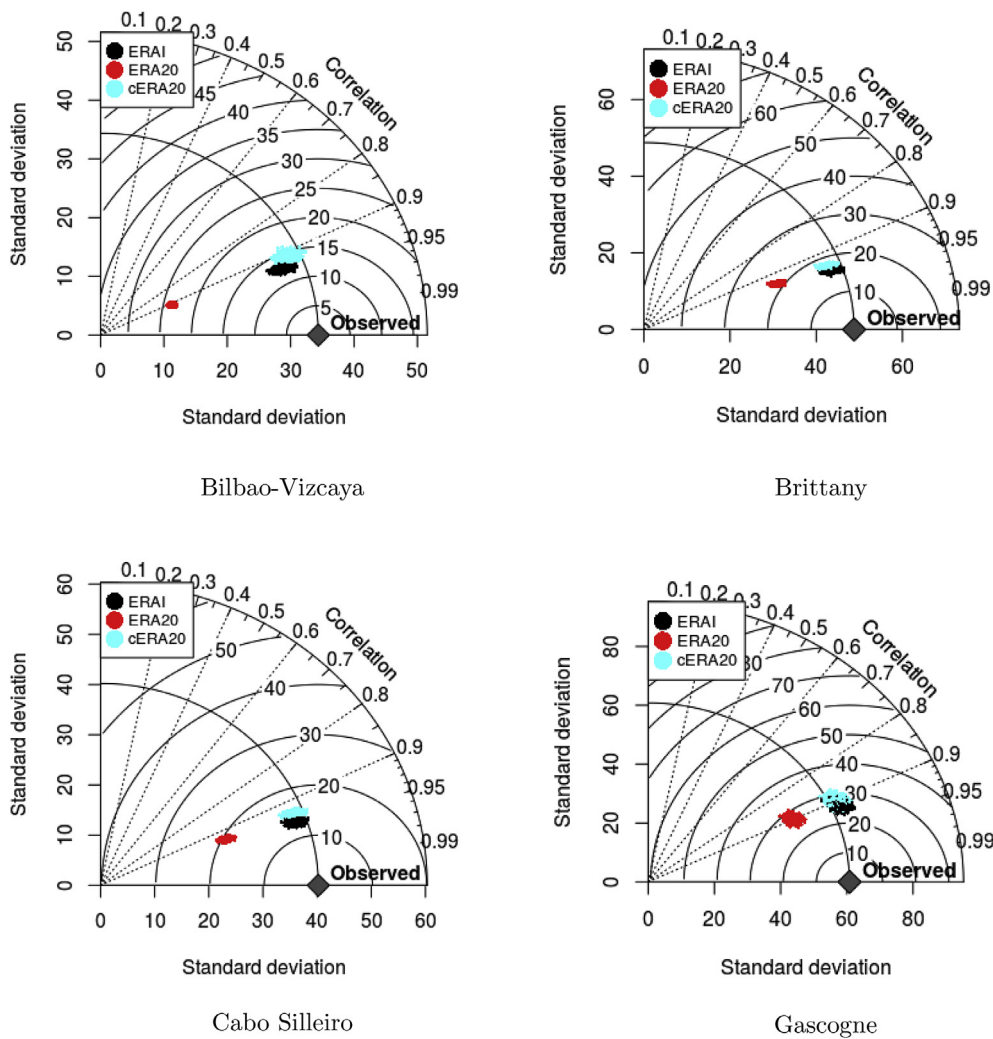 0.1 0.2 0.3 0.4 0.5 0.6 0.7 0.8 0.9 0.95 0.99
Correlation
ERAI
ERA20
cERA20
45 40 35 30 25 20 15 10 5
Observed
50
40
30
20
10
0
Standard deviation
0 10 20 30 40 50
Standard deviation
Bilbao-Vizcaya
0.1 0.2 0.3 0.4 0.5 0.6 0.7 0.8 0.9 0.95 0.99
Correlation
ERAI
ERA20
cERA20
60 50 40 30 20 10
Observed
60
40
20
0
Standard deviation
0 20 40 60
Standard deviation
Brittany
0.1 0.2 0.3 0.4 0.5 0.6 0.7 0.8 0.9 0.95 0.99
Correlation
ERAI
ERA20
cERA20
50 40 30 20 10
Observed
60
50
40
30
20
10
0
Standard deviation
0 10 20 30 40 50 60
Standard deviation
Cabo Silleiro
0.1 0.2 0.3 0.4 0.5 0.6 0.7 0.8 0.9 0.95 0.99
Correlation
ERAI
ERA20
cERA20
80 70 60 50 40 30 20 10
Observed
80
60
40
20
0
Standard deviation
0 20 40 60 80
Standard deviation
Gascogne